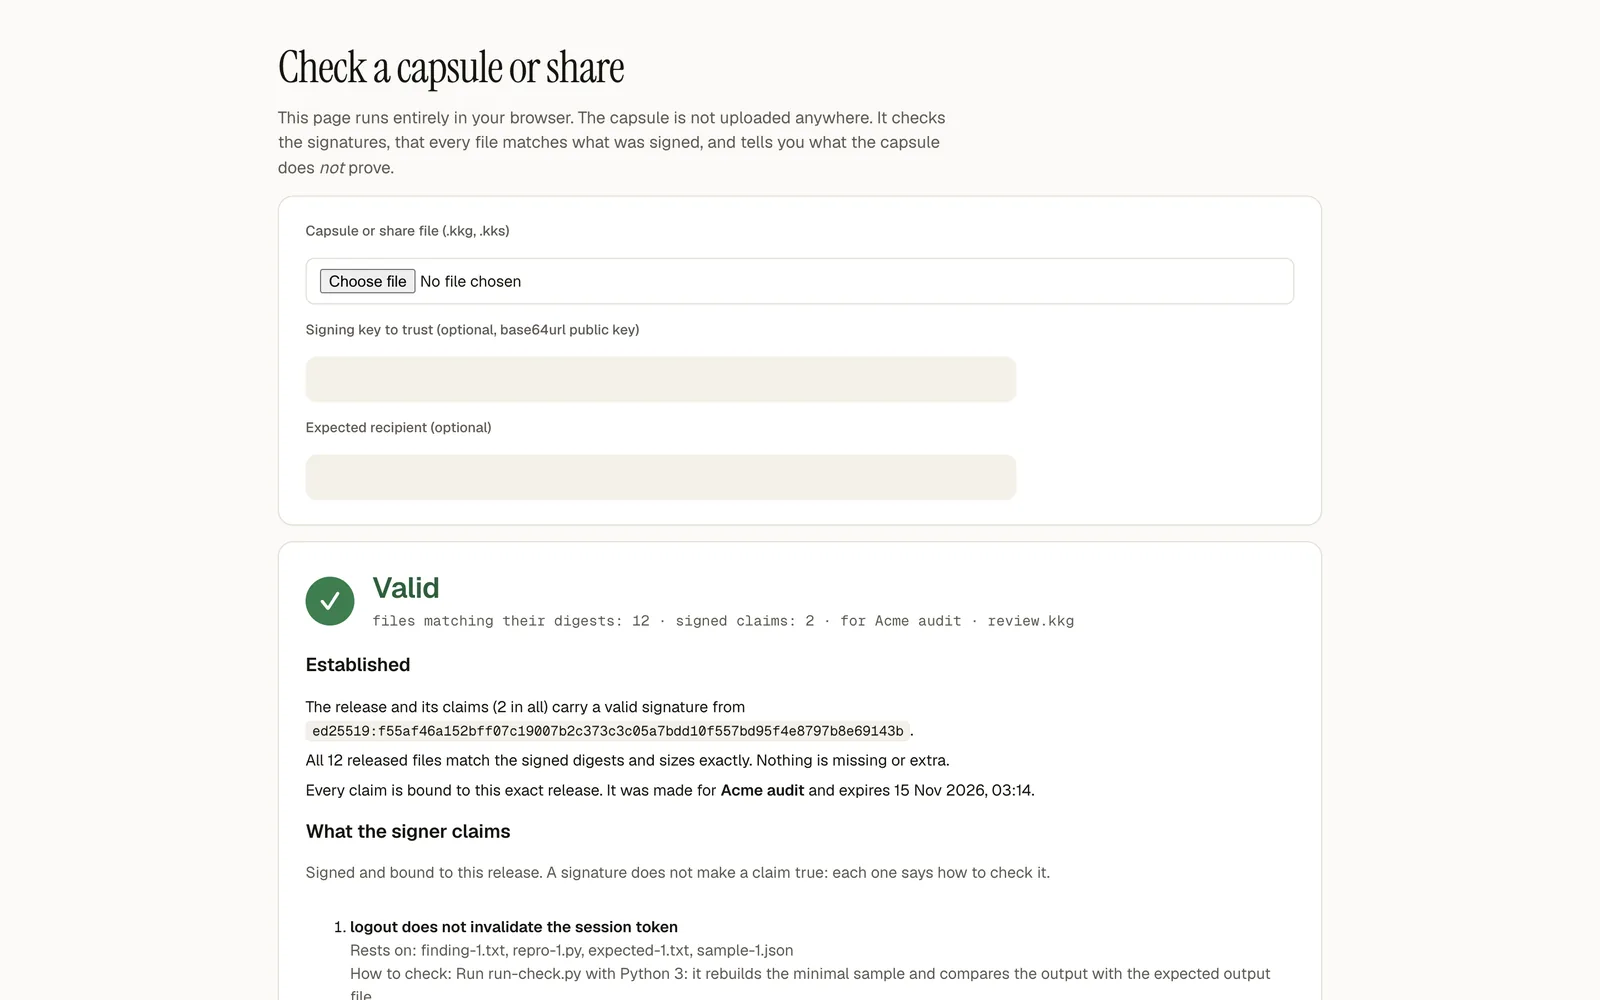 Check a capsule or share
This page runs entirely in your browser. The capsule is not uploaded anywhere. It checks
the signatures, that every file matches what was signed, and tells you what the capsule
does not prove.
Capsule or share file (.kkg, .kks)
Choose file No file chosen
Signing key to trust (optional, base64url public key)
Expected recipient (optional)
Valid
files matching their digests: 12 · signed claims: 2 · for Acme audit · review.kkg
Established
The release and its claims (2 in all) carry a valid signature from
ed25519:f55af46a152bff07c19007b2c373c3c05a7bdd10f557bd95f4e8797b8e69143b.
All 12 released files match the signed digests and sizes exactly. Nothing is missing or extra.
Every claim is bound to this exact release. It was made for Acme audit and expires 15 Nov 2026, 03:14.
What the signer claims
Signed and bound to this release. A signature does not make a claim true: each one says how to check it.
1. logout does not invalidate the session token
Rests on: finding-1.txt, repro-1.py, expected-1.txt, sample-1.json
How to check: Run run-check.py with Python 3: it rebuilds the minimal sample and compares the output with the expected output
file